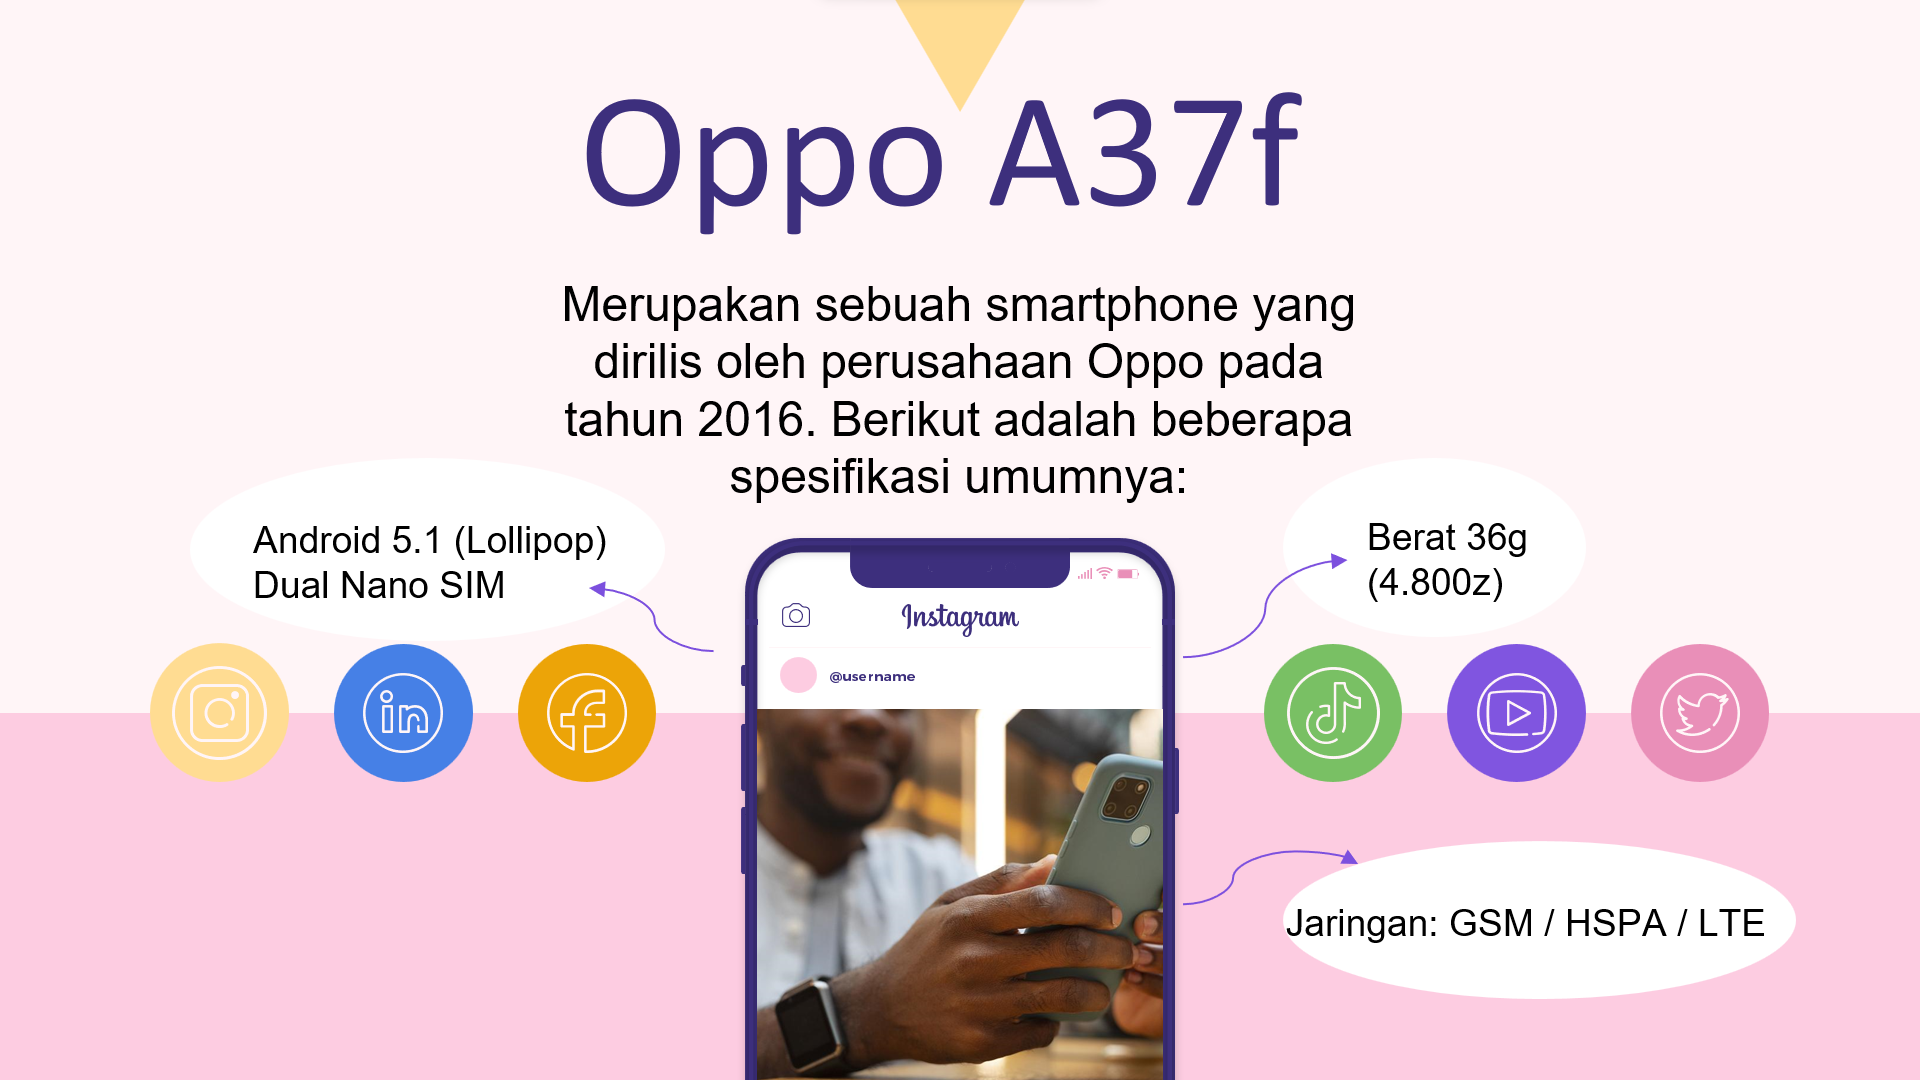 Oppo A37f
Merupakan sebuah smartphone yang
dirilis oleh perusahaan Oppo pada
tahun 2016. Berikut adalah beberapa
spesifikasi umumnya:
Android 5.1 (Lollipop)
Dual Nano SIM
Berat 36g
(4.800z)
Instagram
@username
in
Jaringan: GSM / HSPA / LTE